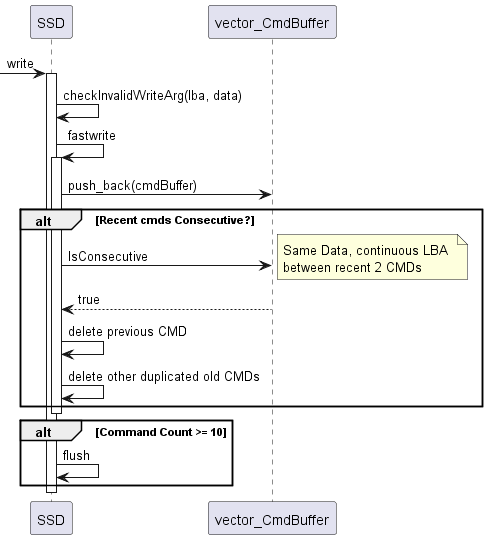 SSD
vector_CmdBuffer
write
checkInvalidWriteArg(lba, data)
fastwrite
push_back(cmdBuffer)
alt
[Recent cmds Consecutive?]
IsConsecutive
Same Data, continuous LBA
between recent 2 CMDs
true
delete previous CMD
delete other duplicated old CMDs
alt
[Command Count >= 10]
flush
SSD
vector_CmdBuffer